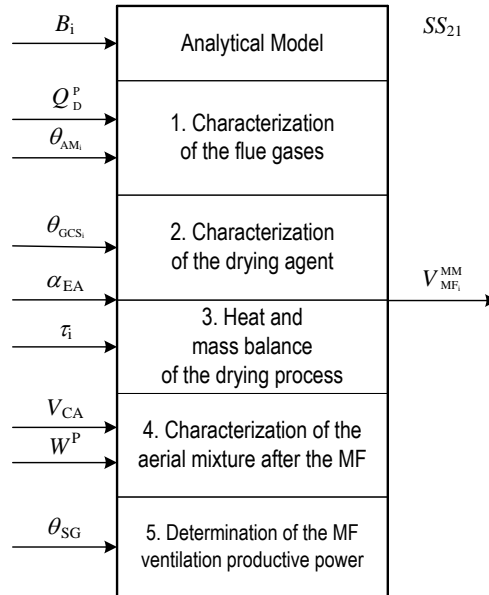 B_i
Analytical Model
SS_21
Q_D^P
θ_AM_i
1. Characterization
of the flue gases
θ_GCS_i
2. Characterization
of the drying agent
α_EA
V_MF_i^MM
τ_i
3. Heat and
mass balance
of the drying process
V_CA
W^P
4. Characterization of the
aerial mixture after the MF
θ_SG
5. Determination of the MF
ventilation productive power